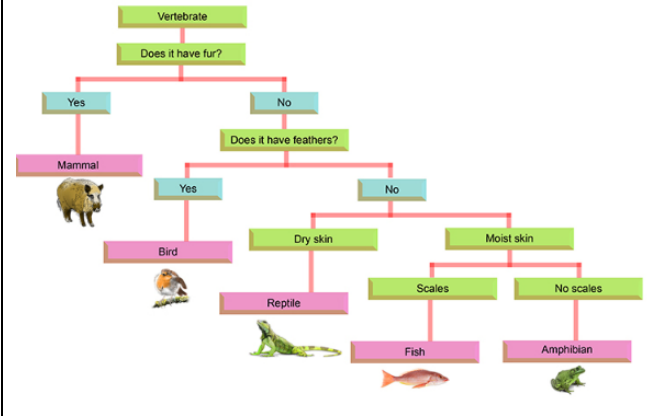 Vertebrate
Does it have fur?
Yes
No
Does it have feathers?
Mammal
Yes
No
Dry skin
Moist skin
Bird
Scales
No scales
Reptile
Fish
Amphibian